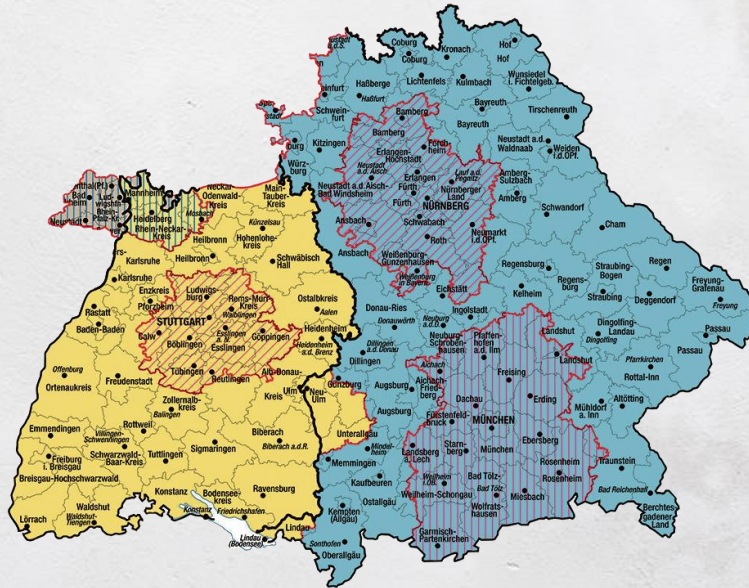 Coburg
Coburg
Kronach
Hof
Hof
Lichtenfels
Kulmbach
Wunsiedel
i. Fichtelgeb.
Haßberge
Haßfurt
Schwein-
furt
Bayreuth
Bayreuth
Tirschenreuth
Bamberg
Bamberg
Forch-
heim
Kitzingen
Würz-
burg
Erlangen-
Höchstadt
Neustadt
a.d. Aisch
Erlangen
Lauf a.d.
Pegnitz
Neustadt a.d.
Waldnaab
Weiden
i.d.OPf.
Neustadt a.d.Aisch-
Bad Windsheim
Fürth
Fürth
Nürnberger
Land
NÜRNBERG
Amberg-
Sulzbach
Amberg
Schwandorf
Ansbach
Ansbach
Schwabach
Roth
Neumarkt
i.d.OPf.
Cham
Weißenburg-
Gunzenhausen
Weißenburg
in Bayern
Eichstätt
Regensburg
Regens-
burg
Kelheim
Straubing-
Bogen
Straubing
Regen
Deggendorf
Freyung-
Grafenau
Freyung
Mannheim
Heidelberg
Rhein-Neckar-
Kreis
Neckar-
Odenwald-
Kreis
Mosbach
Main-
Tauber-
Kreis
Künzelsau
Hohenlohe-
kreis
Heilbronn
Heilbronn
Schwäbisch
Hall
Karlsruhe
Karlsruhe
Enzkreis
Pforzheim
Ludwigs-
burg
Rems-Murr-
Kreis
Waiblingen
Ostalbkreis
Aalen
Rastatt
Baden-Baden
STUTTGART
Calw
Böblingen
Esslingen
a. N.
Esslingen
Göppingen
Heidenheim
Heidenheim
a.d. Brenz
Tübingen
Reutlingen
Alb-Donau-
Kreis
Ulm
Neu-
Ulm
Günzburg
Offenburg
Ortenaukreis
Freudenstadt
Zollernalb-
kreis
Balingen
Rottweil
Emmendingen
Villingen-
Schwenningen
Schwarzwald-
Baar-Kreis
Tuttlingen
Sigmaringen
Biberach
Biberach a.d.R.
Freiburg
i. Breisgau
Breisgau-Hochschwarzwald
Konstanz
Konstanz
Bodensee-
kreis
Friedrichshafen
Ravensburg
Lörrach
Waldshut
Waldshut-
Tiengen
Lindau
Lindau
(Bodensee)
Donau-Ries
Donauwörth
Dillingen
a.d. Donau
Dillingen
Neuburg
a.d.D.
Ingolstadt
Neuburg-
Schroben-
hausen
Pfaffen-
hofen
a.d. Ilm
Landshut
Landshut
Dingolfing-
Landau
Dingolfing
Passau
Passau
Pfarrkirchen
Rottal-Inn
Aichach
Aichach-
Fried-
berg
Augsburg
Augsburg
Freising
Erding
Dachau
Mühldorf
a. Inn
Altötting
Fürstenfeld-
bruck
MÜNCHEN
München
Ebersberg
Starn-
berg
Landsberg
a. Lech
Unterallgäu
Mindel-
heim
Memmingen
Kaufbeuren
Ostallgäu
Kempten
(Allgäu)
Sonthofen
Oberallgäu
Weilheim
i.OB.
Weilheim-Schongau
Bad Tölz-
Bad Tölz
Wolfrats-
hausen
Miesbach
Rosenheim
Rosenheim
Traunstein
Bad Reichenhall
Berchtes-
gadener-
Land
Garmisch-
Partenkirchen